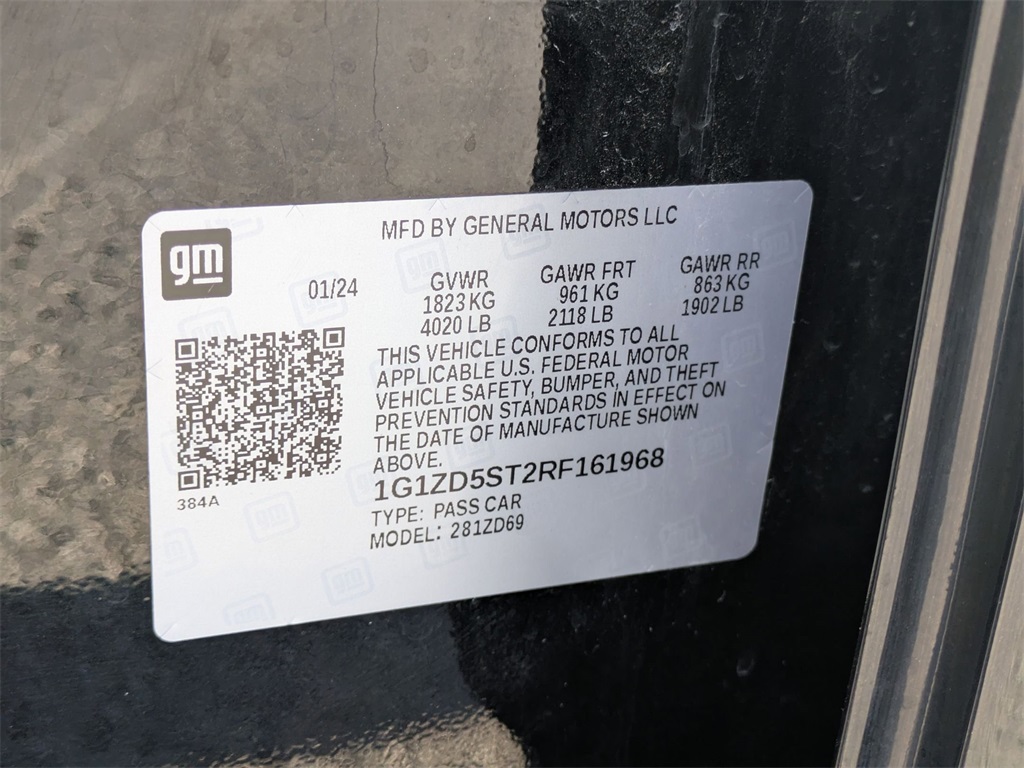 MFD BY GENERAL MOTORS LLC
gm
01/24
GVWR
1823 KG
4020 LB
GAWR FRT
961 KG
2118 LB
GAWR RR
863 KG
1902 LB
THIS VEHICLE CONFORMS TO ALL
APPLICABLE U.S. FEDERAL MOTOR
VEHICLE SAFETY, BUMPER, AND THEFT
PREVENTION STANDARDS IN EFFECT ON
THE DATE OF MANUFACTURE SHOWN
ABOVE.
1G1ZD5ST2RF161968
TYPE: PASS CAR
MODEL: 281ZD69
384A